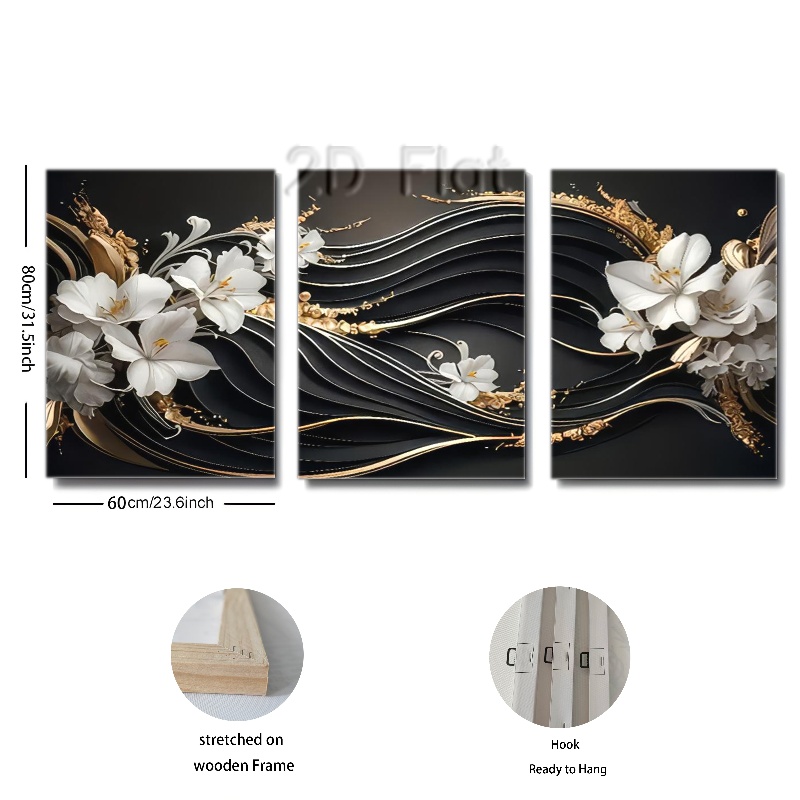 2D Flat
80cm/31.5inch
60cm/23.6inch
stretched on
wooden Frame
Hook
Ready to Hang